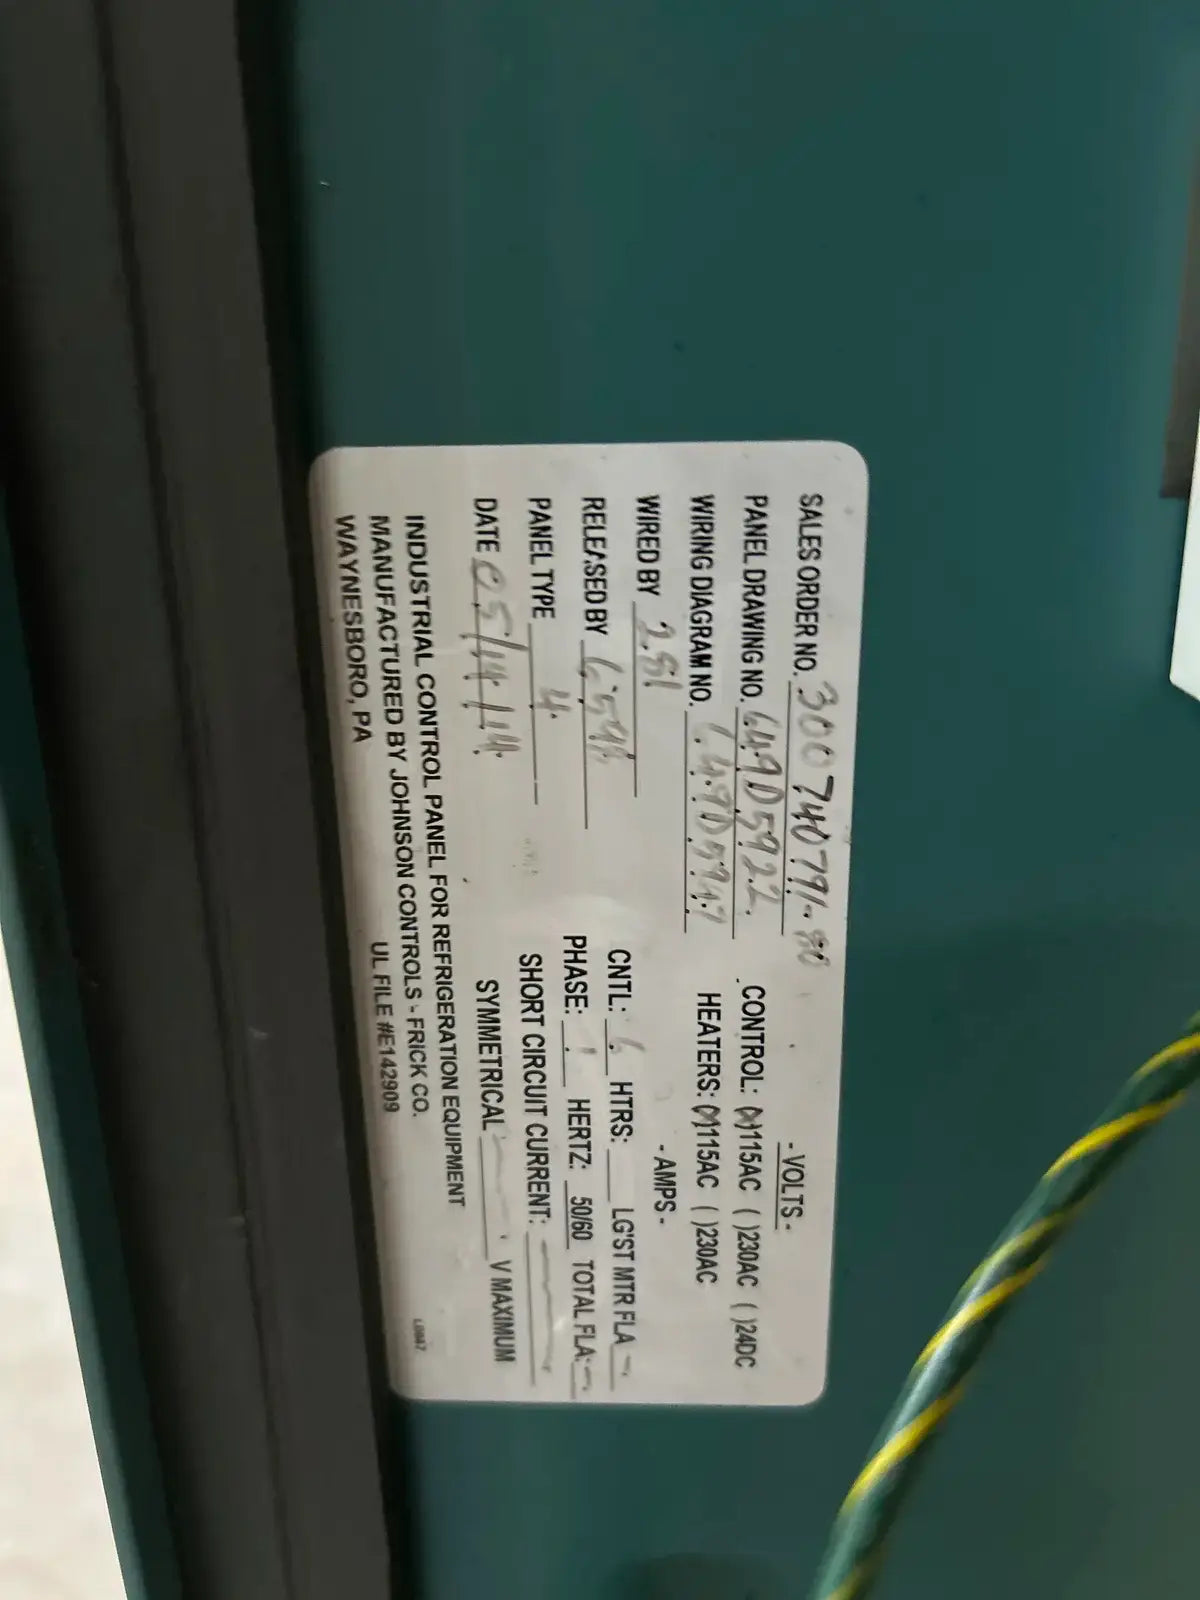 SALES ORDER NO. 300740791-80
PANEL DRAWING NO. 649D5922
WIRING DIAGRAM NO. 649D5947
WIRED BY 281
RELEASED BY
PANEL TYPE 4
DATE 05/14/14
- VOLTS -
CONTROL: (X)115AC ( )230AC ( )24DC
HEATERS: (X)115AC ( )230AC
- AMPS -
CNTL: 6 HTRS: LG'ST MTR FLA -
PHASE: 1 HERTZ: 50/60 TOTAL FLA: -
SHORT CIRCUIT CURRENT: —
SYMMETRICAL — V MAXIMUM
INDUSTRIAL CONTROL PANEL FOR REFRIGERATION EQUIPMENT
MANUFACTURED BY JOHNSON CONTROLS - FRICK CO.
WAYNESBORO, PA UL FILE #E142909